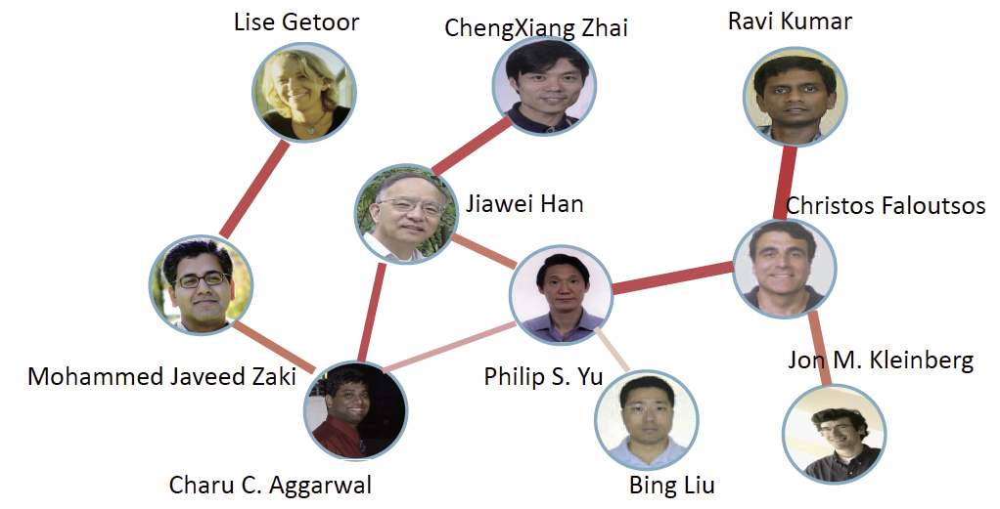 Lise Getoor
ChengXiang Zhai
Ravi Kumar
Jiawei Han
Christos Faloutsos
Mohammed Javeed Zaki
Philip S. Yu
Jon M. Kleinberg
Charu C. Aggarwal
Bing Liu